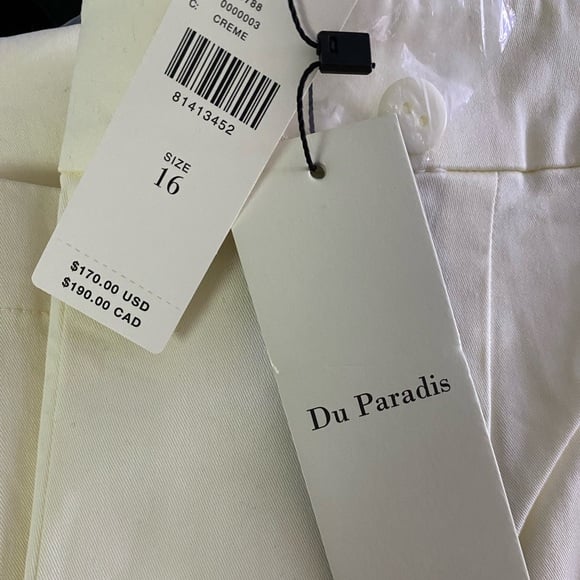 788
0000003
C: CREME
81413452
SIZE
16
$170.00 USD
$190.00 CAD
Du Paradis